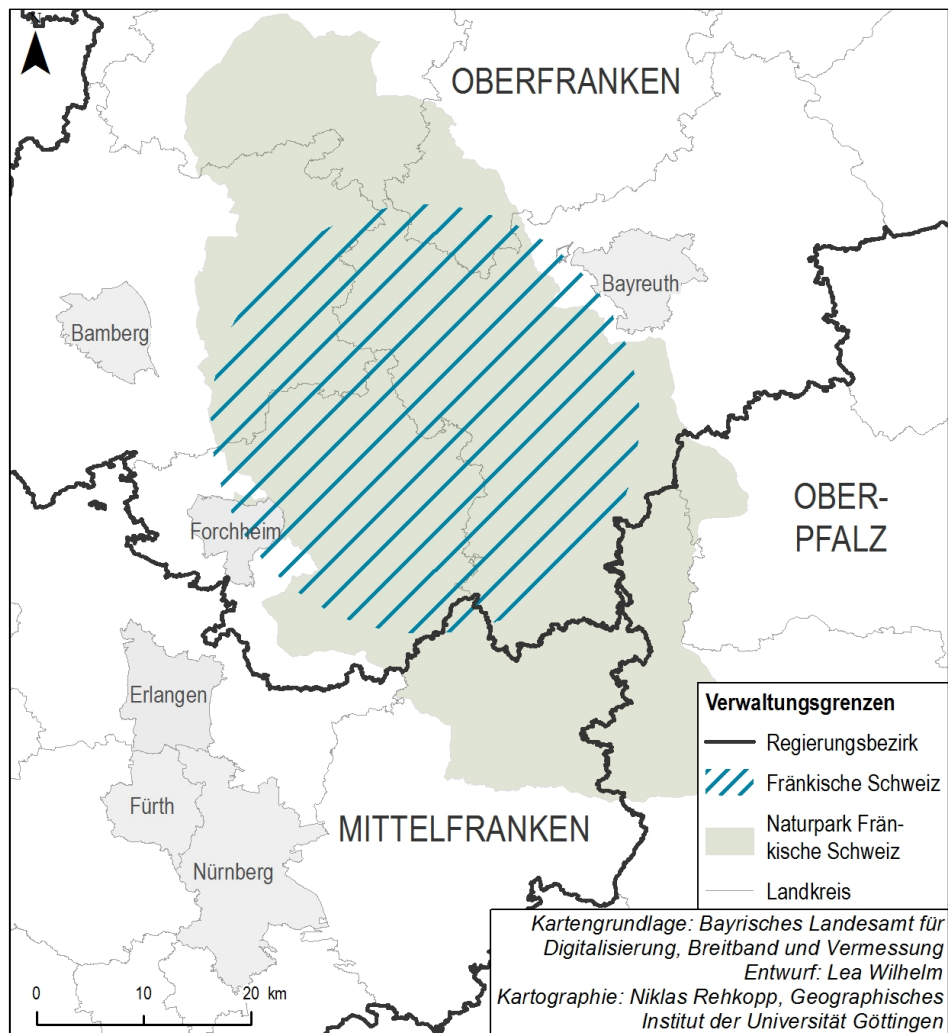 N
OBERFRANKEN
Bayreuth
Bamberg
OBER-
PFALZ
Forchheim
Erlangen
Fürth
MITTELFRANKEN
Nürnberg
Verwaltungsgrenzen
Regierungsbezirk
Fränkische Schweiz
Naturpark Frän-
kische Schweiz
Landkreis
Kartengrundlage: Bayrisches Landesamt für
Digitalisierung, Breitband und Vermessung
Entwurf: Lea Wilhelm
Kartographie: Niklas Rehkopp, Geographisches
Institut der Universität Göttingen
0 10 20 km